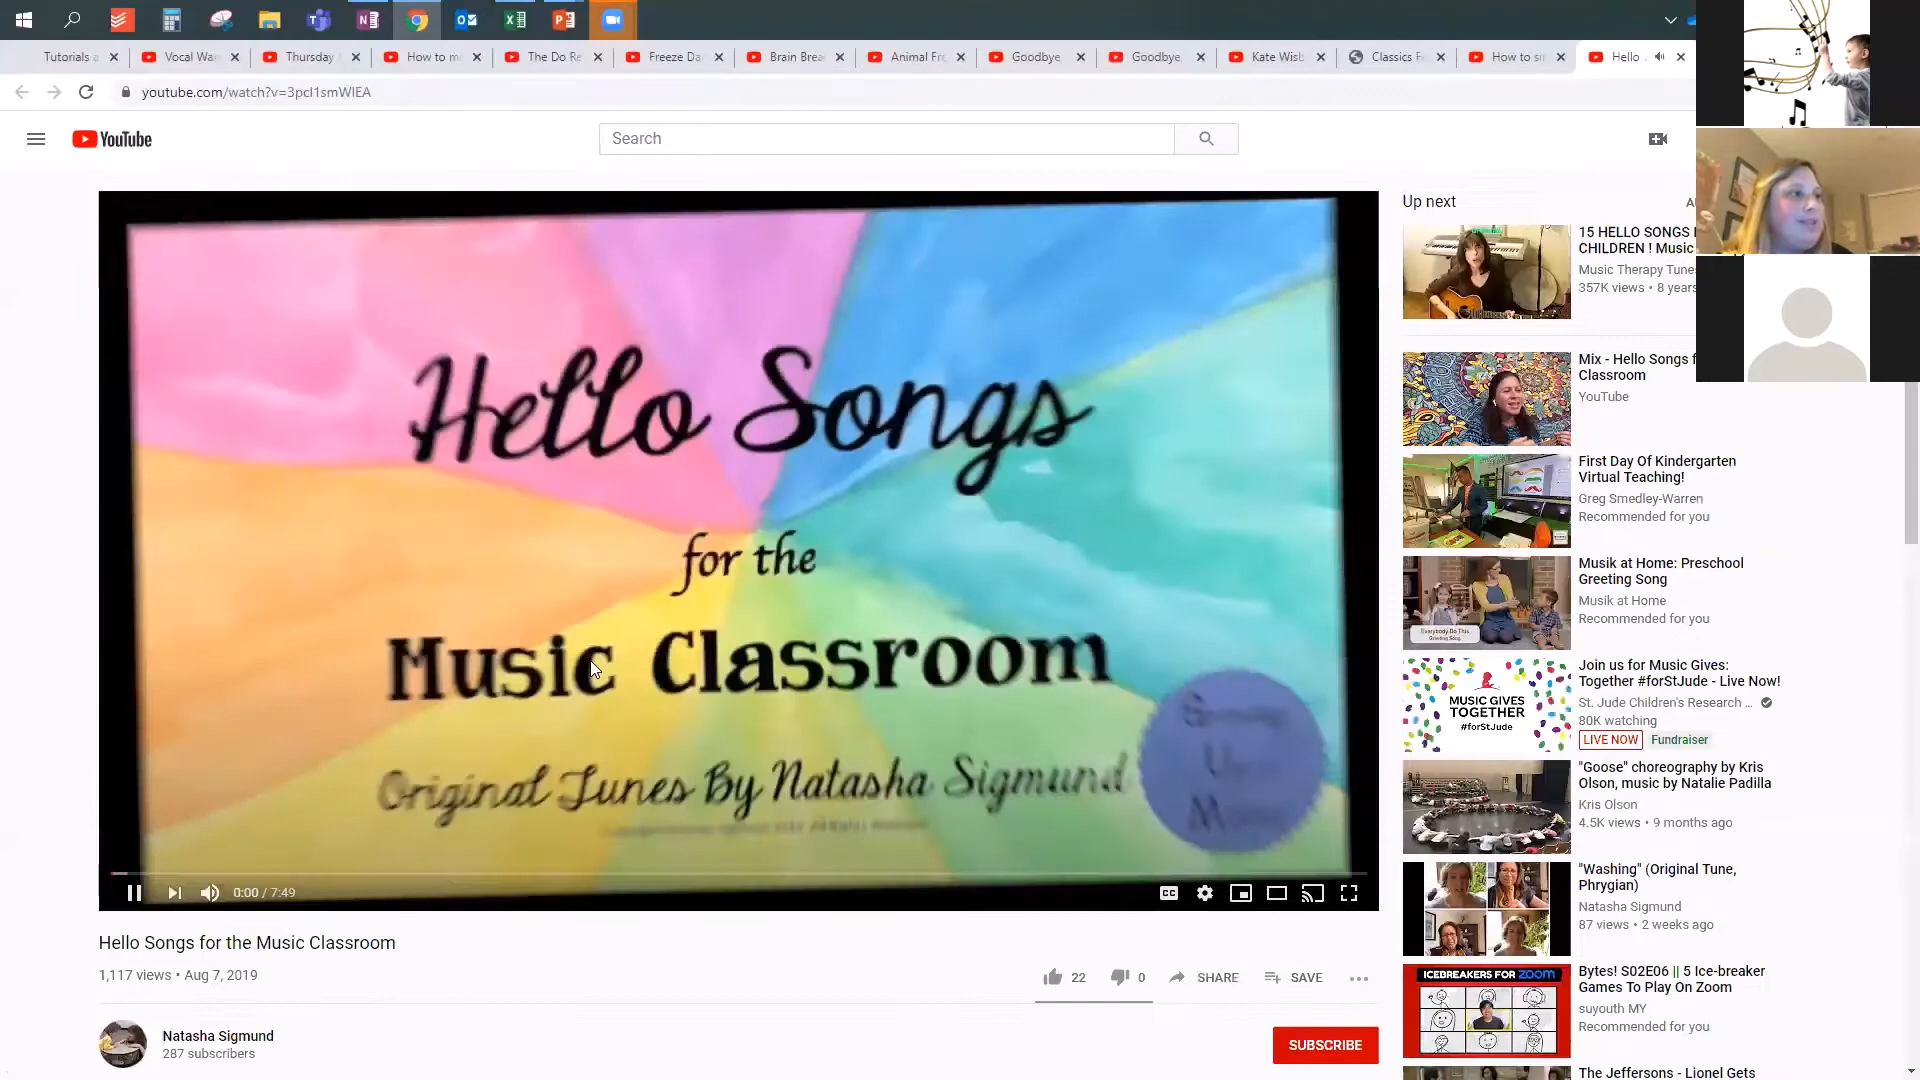 Tutorials a
Vocal War
Thursday
How to m
The Do Re
Freeze Da
Brain Brea
Animal Fr
Goodbye,
Goodbye,
Kate Wisb
Classics F
How to sn
Hello
youtube.com/watch?v=3pcI1smWIEA
YouTube
Search
Hello Songs
for the
Music Classroom
Original Tunes By Natasha Sigmund
0:00 / 7:49
CC
Hello Songs for the Music Classroom
1,117 views • Aug 7, 2019
22
0
SHARE
SAVE
Natasha Sigmund
287 subscribers
SUBSCRIBE
Up next
15 HELLO SONGS
CHILDREN ! Music
Music Therapy Tune
357K views • 8 years
Mix - Hello Songs f
Classroom
YouTube
First Day Of Kindergarten
Virtual Teaching!
Greg Smedley-Warren
Recommended for you
Everybody Do This
Greeting Song
Musik at Home: Preschool
Greeting Song
Musik at Home
Recommended for you
MUSIC GIVES
TOGETHER
#forStJude
Join us for Music Gives:
Together #forStJude - Live Now!
St. Jude Children's Research ...
80K watching
LIVE NOW
Fundraiser
"Goose" choreography by Kris
Olson, music by Natalie Padilla
Kris Olson
4.5K views • 9 months ago
"Washing" (Original Tune,
Phrygian)
Natasha Sigmund
87 views • 2 weeks ago
ICEBREAKERS FOR ZOOM
Bytes! S02E06 || 5 Ice-breaker
Games To Play On Zoom
suyouth MY
Recommended for you
The Jeffersons - Lionel Gets